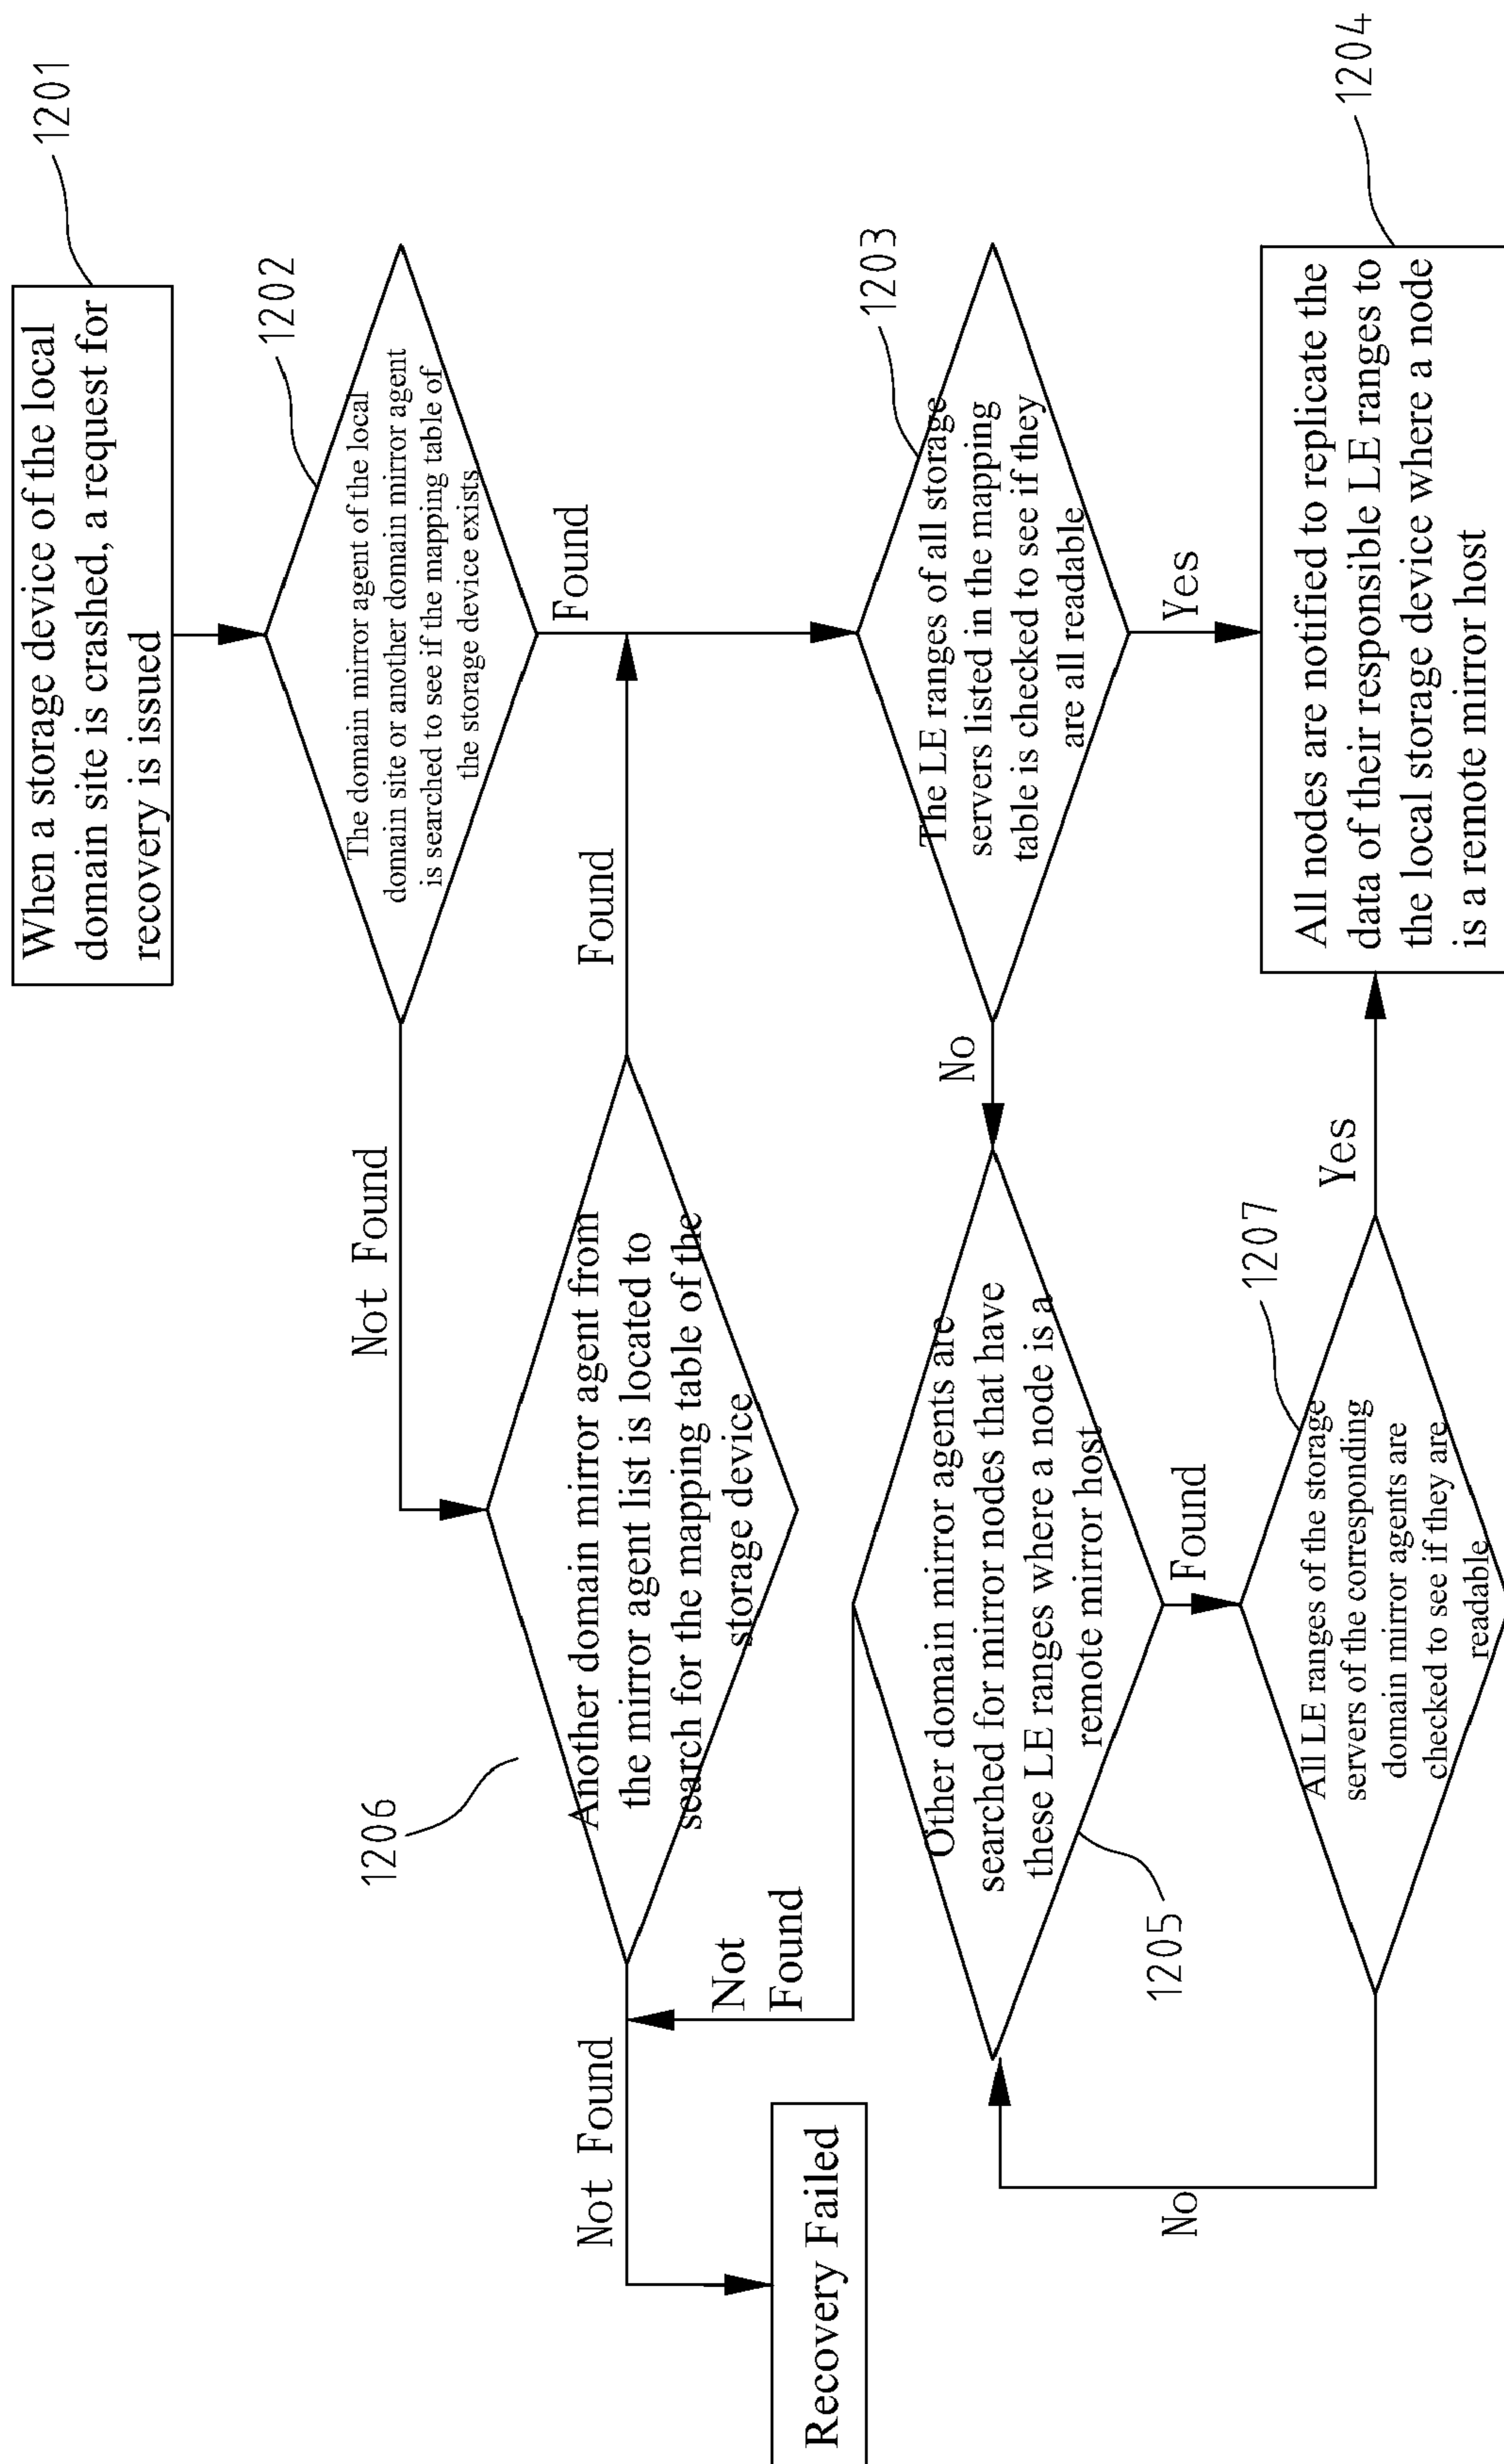 1201
When a storage device of the local
domain site is crashed, a request for
recovery is issued
1202
The domain mirror agent of the local
domain site or another domain mirror agent
is searched to see if the mapping table of
the storage device exists
Not Found
Found
1206
Another domain mirror agent from
the mirror agent list is located to
search for the mapping table of the
storage device
Found
Not Found
Recovery Failed
1203
The LE ranges of all storage
servers listed in the mapping
table is checked to see if they
are all readable
No
Yes
Not
Found
Other domain mirror agents are
searched for mirror nodes that have
these LE ranges where a node is a
remote mirror host
1205
Found
1207
All LE ranges of the storage
servers of the corresponding
domain mirror agents are
checked to see if they are
readable
No
Yes
1204
All nodes are notified to replicate the
data of their responsible LE ranges to
the local storage device where a node
is a remote mirror host